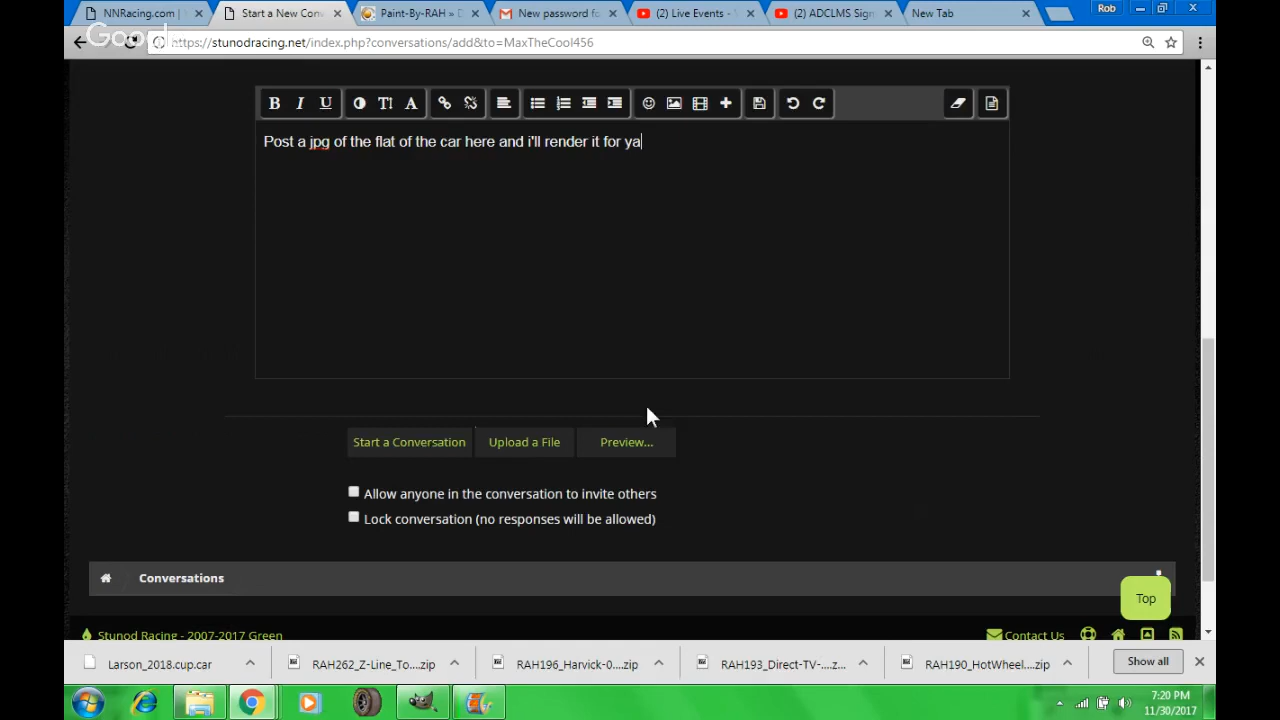 NNRacing.com |
Start a New Conv
Paint-By-RAH » D
New password fo
(2) Live Events - Y
(2) ADCLMS Sign
New Tab
Rob
https://stunodracing.net/index.php?conversations/add&to=MaxTheCool456
B I U
Post a jpg of the flat of the car here and i'll render it for ya
Start a Conversation
Upload a File
Preview...
Allow anyone in the conversation to invite others
Lock conversation (no responses will be allowed)
Conversations
Top
Stunod Racing - 2007-2017 Green
Contact Us
Larson_2018.cup.car
RAH262_Z-Line_To....zip
RAH196_Harvick-0....zip
RAH193_Direct-TV-....z...
RAH190_HotWheel....zip
Show all
7:20 PM
11/30/2017